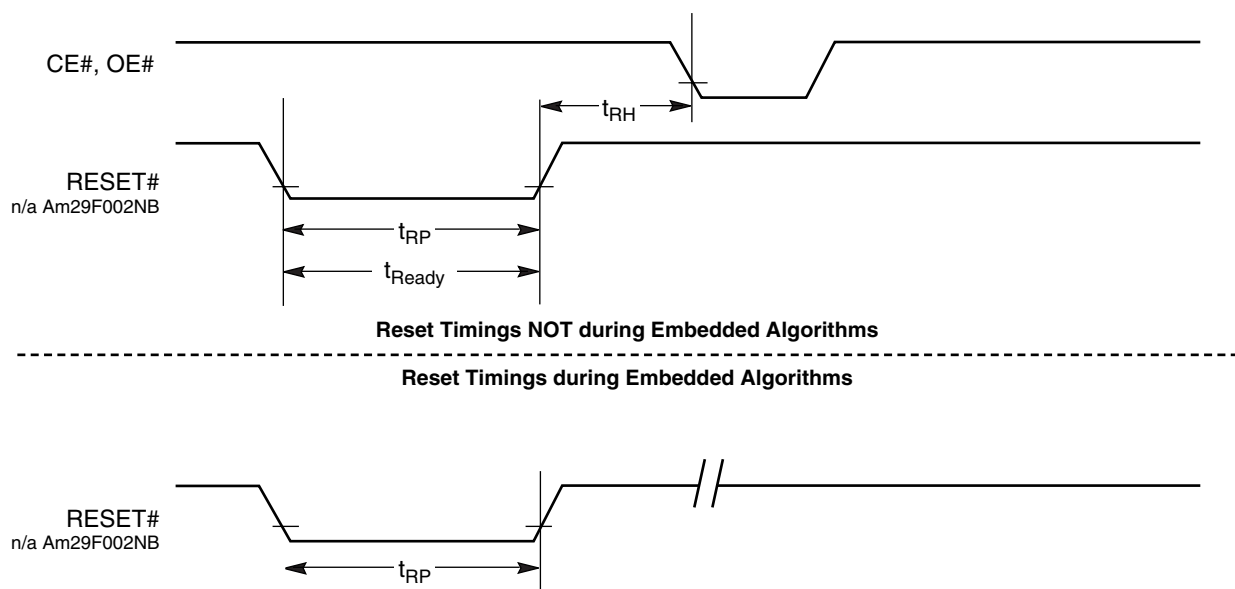 CE#, OE#
tRH
RESET#
n/a Am29F002NB
tRP
tReady
Reset Timings NOT during Embedded Algorithms
Reset Timings during Embedded Algorithms
RESET#
n/a Am29F002NB
tRP